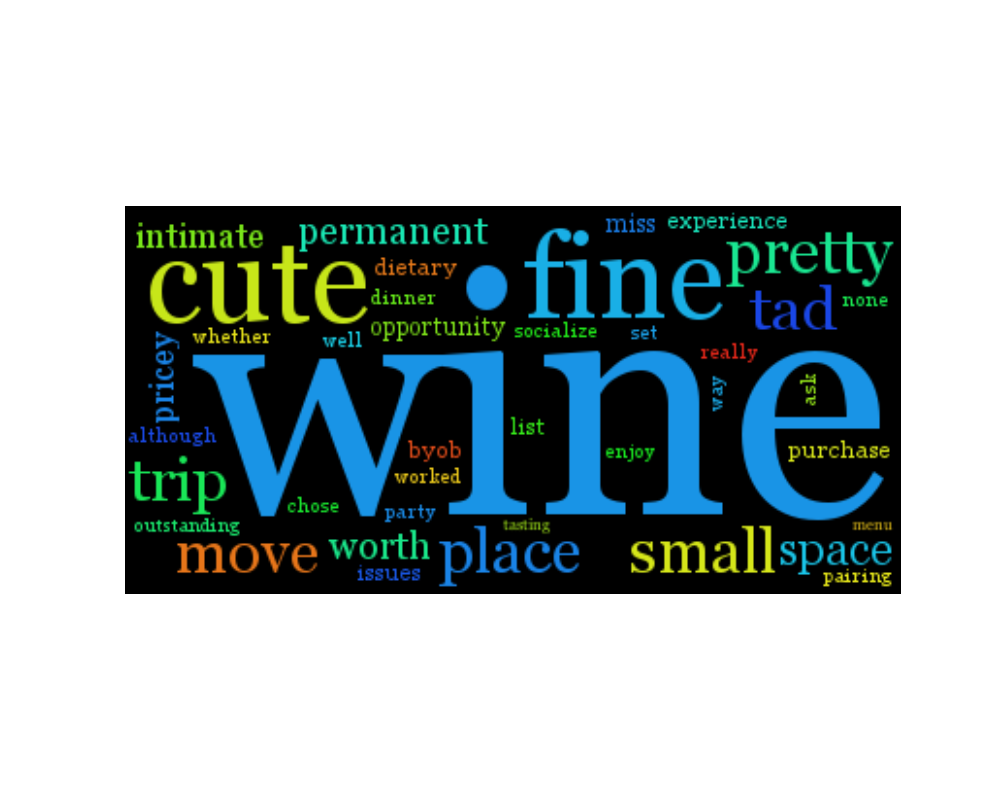 miss experience
intimate permanent
pretty
cute dietary fine
dinner tad none
opportunity socialize set
whether well
wine
really
pricey way ask
although list
byob enjoy purchase
worked
trip
chose party
outstanding tasting menu
move worth place small space
issues pairing